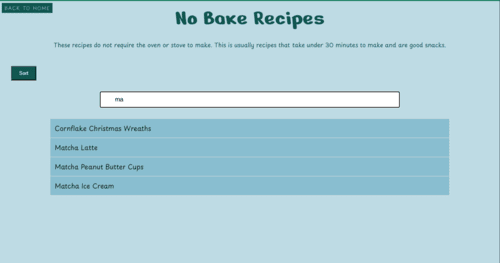 BACK TO HOME
No Bake Recipes
These recipes do not require the oven or stove to make. This is usually recipes that take under 30 minutes to make and are good snacks.
Sort
ma
Cornflake Christmas Wreaths
Matcha Latte
Matcha Peanut Butter Cups
Matcha Ice Cream